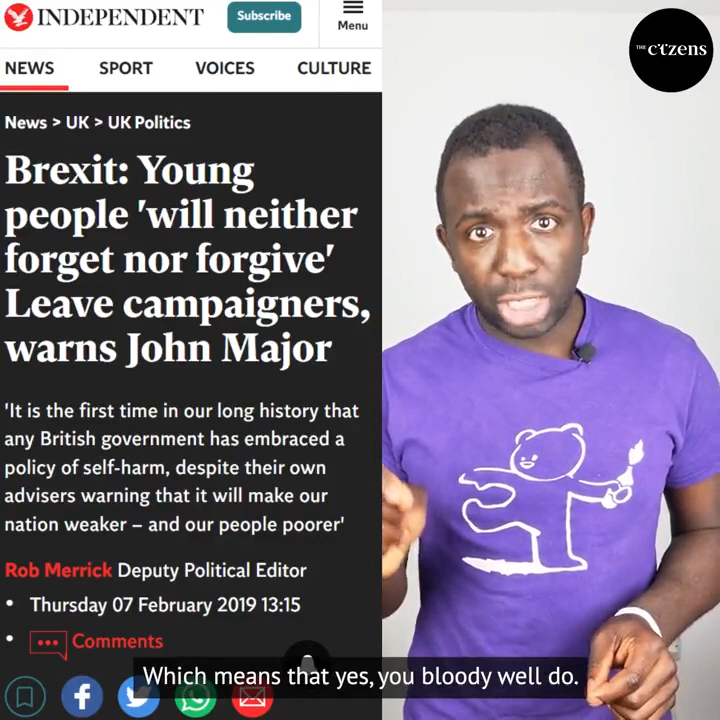 INDEPENDENT
Subscribe
Menu
THE citizens
NEWS SPORT VOICES CULTURE
News > UK > UK Politics
Brexit: Young
people 'will neither
forget nor forgive'
Leave campaigners,
warns John Major
'It is the first time in our long history that
any British government has embraced a
policy of self-harm, despite their own
advisers warning that it will make our
nation weaker – and our people poorer'
Rob Merrick Deputy Political Editor
• Thursday 07 February 2019 13:15
• Comments
Which means that yes, you bloody well do.